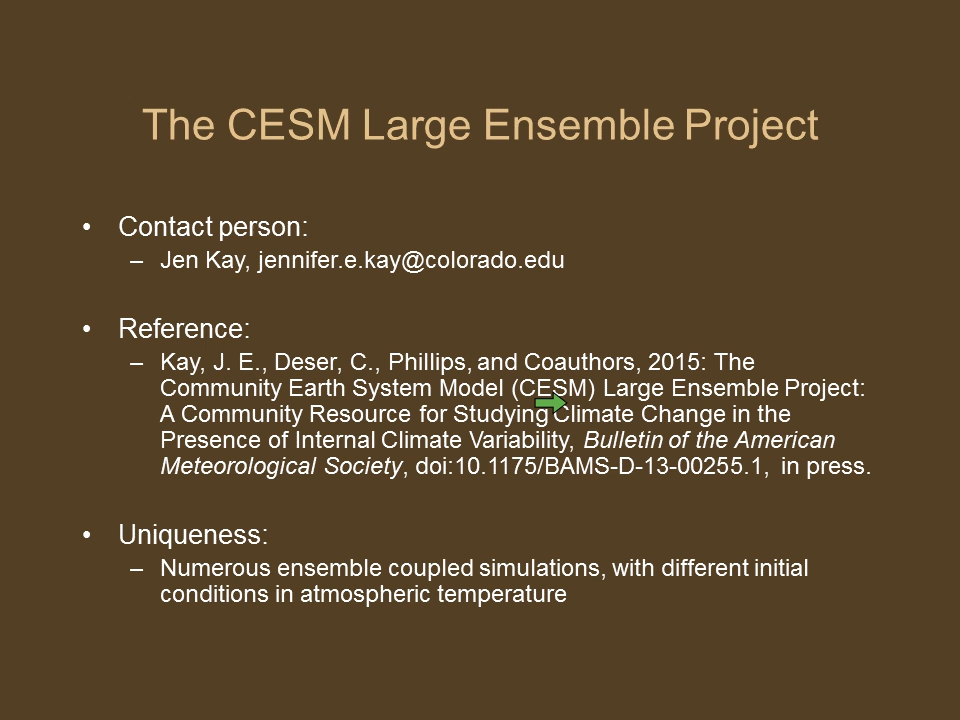 The CESM Large Ensemble Project
• Contact person:
– Jen Kay, jennifer.e.kay@colorado.edu
• Reference:
– Kay, J. E., Deser, C., Phillips, and Coauthors, 2015: The
Community Earth System Model (CESM) Large Ensemble Project:
A Community Resource for Studying Climate Change in the
Presence of Internal Climate Variability, Bulletin of the American
Meteorological Society, doi:10.1175/BAMS-D-13-00255.1, in press.
• Uniqueness:
– Numerous ensemble coupled simulations, with different initial
conditions in atmospheric temperature